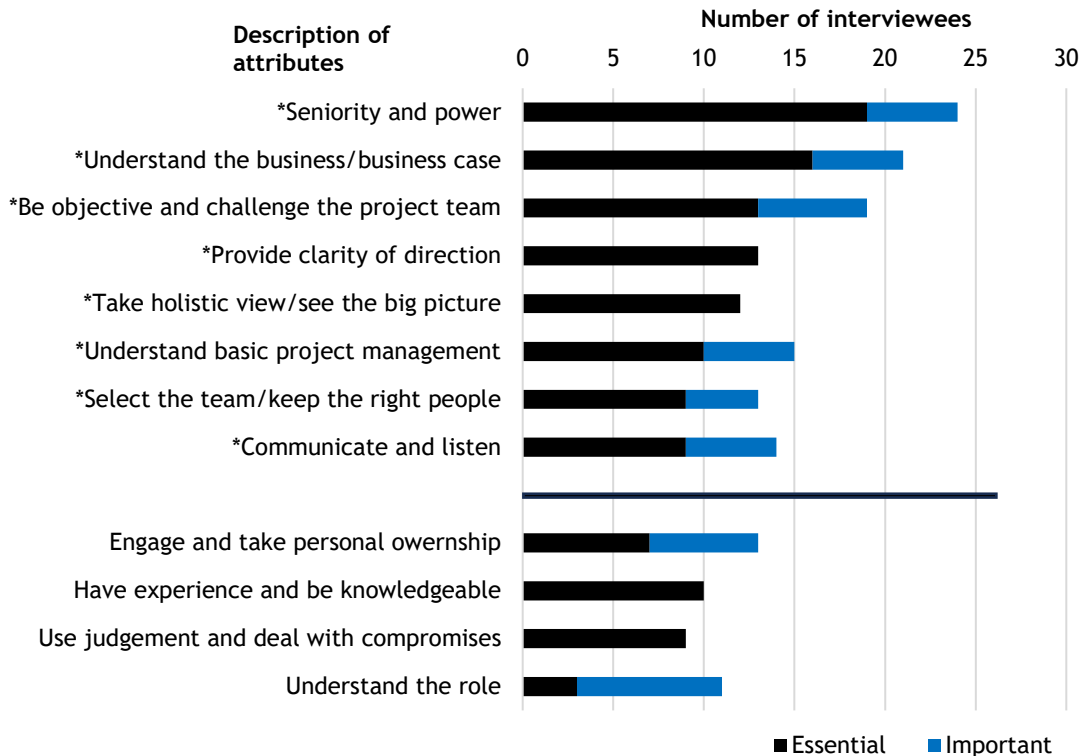 Number of interviewees
Description of
attributes
0 5 10 15 20 25 30
*Seniority and power
*Understand the business/business case
*Be objective and challenge the project team
*Provide clarity of direction
*Take holistic view/see the big picture
*Understand basic project management
*Select the team/keep the right people
*Communicate and listen
Engage and take personal owernship
Have experience and be knowledgeable
Use judgement and deal with compromises
Understand the role
Essential Important